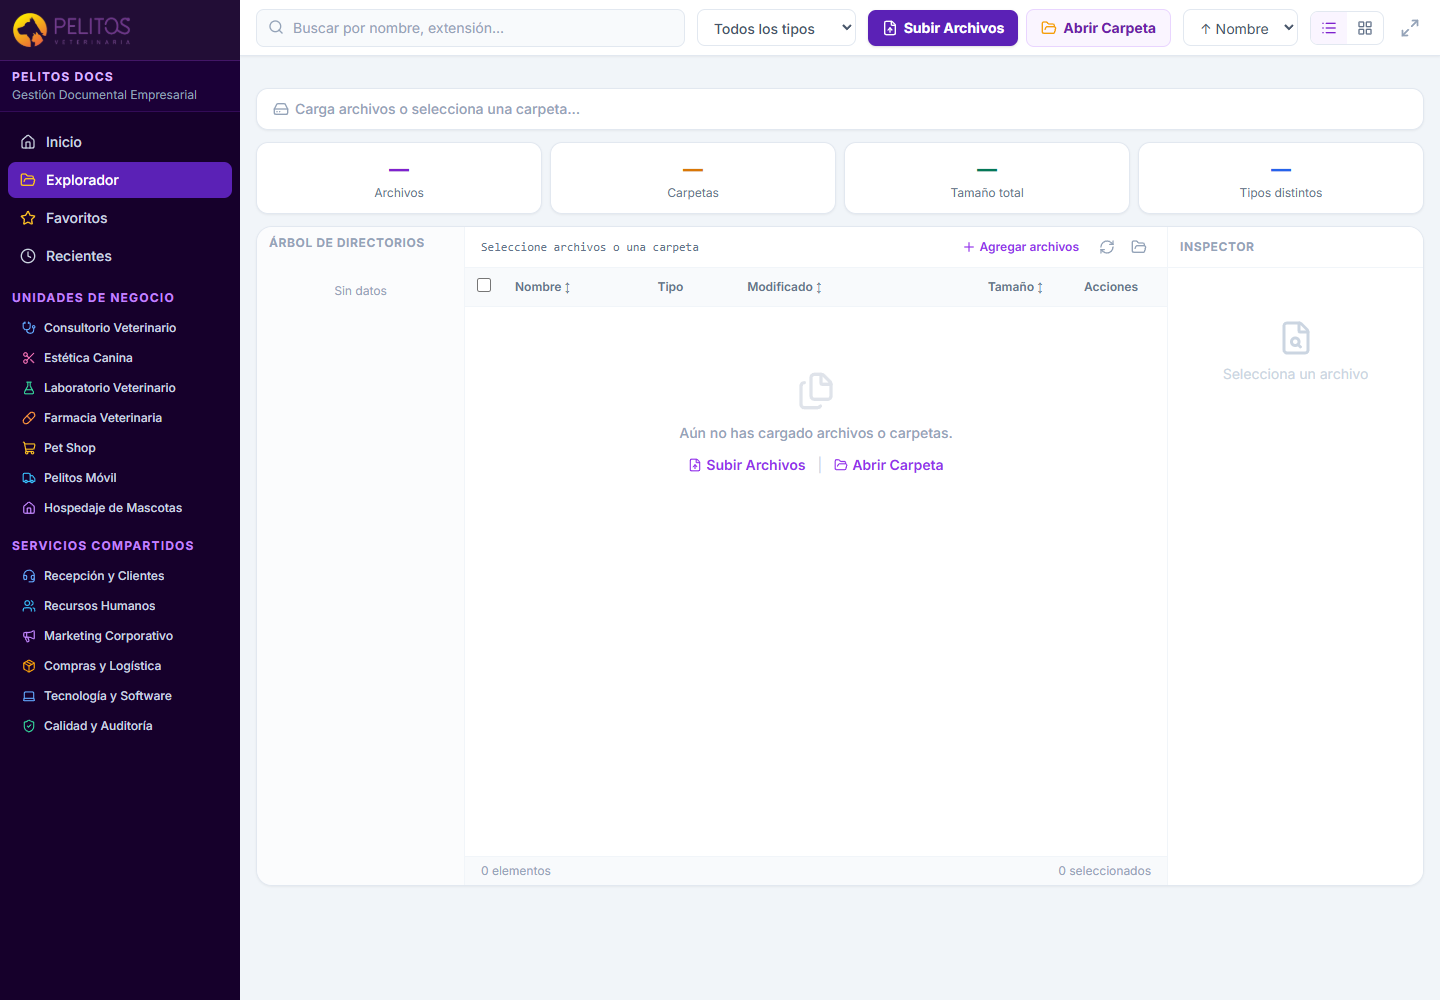 PELITOS
VETERINARIA
PELITOS DOCS
Gestión Documental Empresarial
Inicio
Explorador
Favoritos
Recientes
UNIDADES DE NEGOCIO
Consultorio Veterinario
Estética Canina
Laboratorio Veterinario
Farmacia Veterinaria
Pet Shop
Pelitos Móvil
Hospedaje de Mascotas
SERVICIOS COMPARTIDOS
Recepción y Clientes
Recursos Humanos
Marketing Corporativo
Compras y Logística
Tecnología y Software
Calidad y Auditoría
Buscar por nombre, extensión...
Todos los tipos
Subir Archivos
Abrir Carpeta
↑ Nombre
Carga archivos o selecciona una carpeta...
— Archivos
— Carpetas
— Tamaño total
— Tipos distintos
ÁRBOL DE DIRECTORIOS
Sin datos
Seleccione archivos o una carpeta
+ Agregar archivos
Nombre ↕ Tipo Modificado ↕ Tamaño ↕ Acciones
Aún no has cargado archivos o carpetas.
Subir Archivos | Abrir Carpeta
0 elementos
0 seleccionados
INSPECTOR
Selecciona un archivo